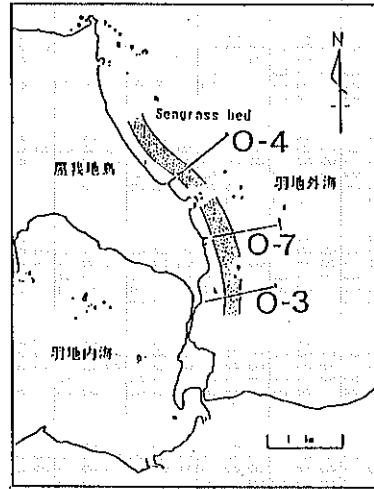 N
Seagrass bed
O-4
屋我地島
羽地外海
O-7
O-3
羽地内海
1 km